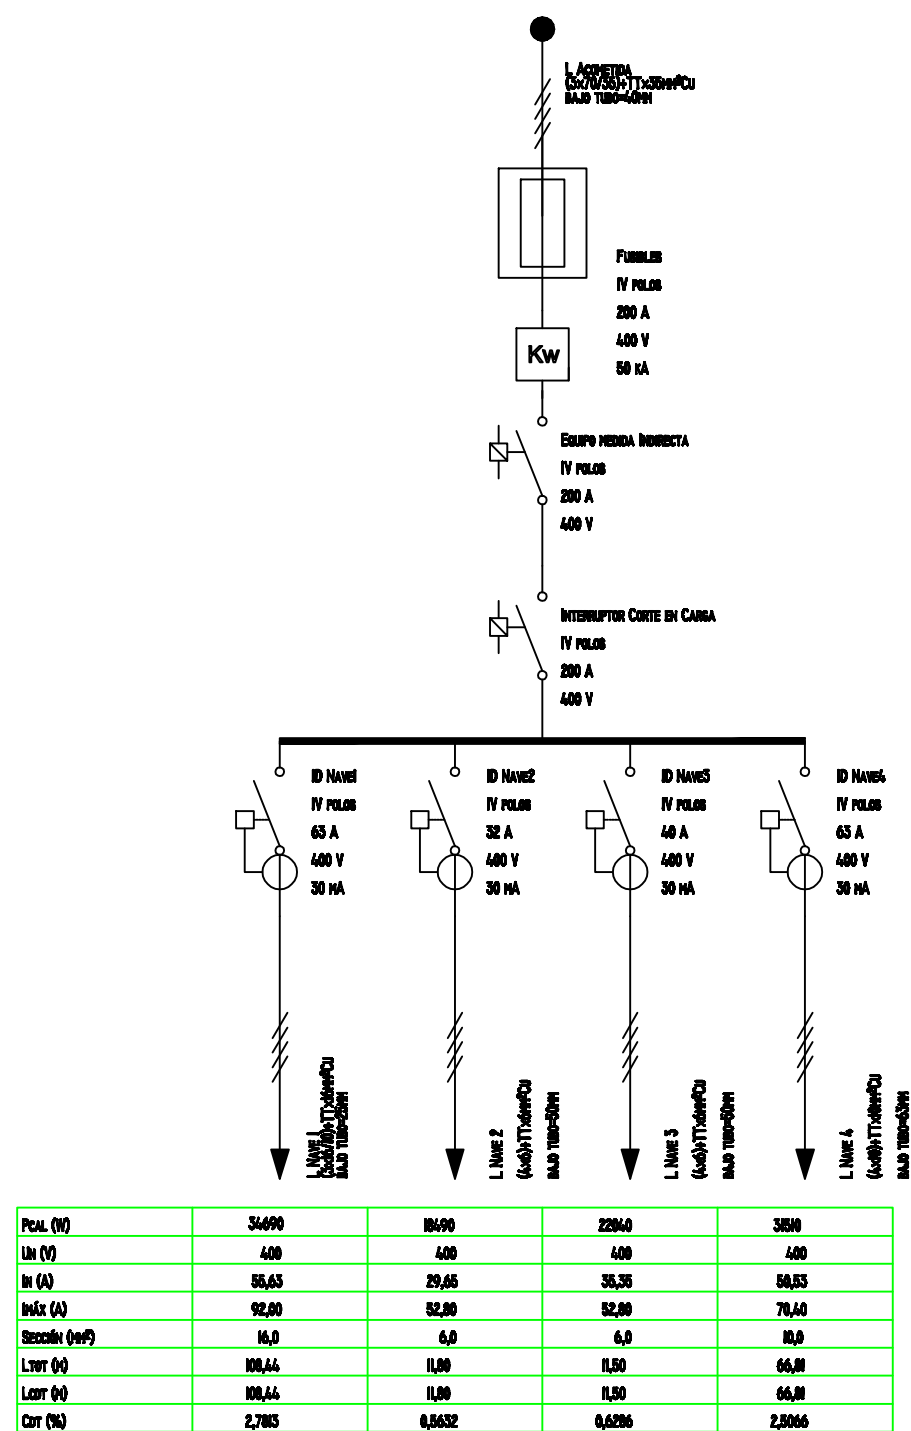 L Acometida
(3x70/35)+TTx35mm²Cu
bajo tubo=40mm
Fusibles
IV polos
200 A
400 V
50 kA
Kw
Equipo medida Indirecta
IV polos
200 A
400 V
Interruptor Corte en Carga
IV polos
200 A
400 V
ID Nave1
IV polos
63 A
400 V
30 mA
ID Nave2
IV polos
32 A
400 V
30 mA
ID Nave3
IV polos
40 A
400 V
30 mA
ID Nave4
IV polos
63 A
400 V
30 mA
L Nave 1
(3x16/10)+TTx16mm²Cu
bajo tubo=25mm
L Nave 2
(4x6)+TTx6mm²Cu
bajo tubo=50mm
L Nave 3
(4x6)+TTx6mm²Cu
bajo tubo=50mm
L Nave 4
(4x10)+TTx10mm²Cu
bajo tubo=63mm
Pcal (W) 34690 18490 22040 31510
Un (V) 400 400 400 400
In (A) 55,63 29,65 35,35 50,53
Imáx (A) 92,80 52,80 52,80 70,40
Sección (mm²) 16,0 6,0 6,0 10,0
Ltot (m) 108,44 11,80 11,50 66,81
Lcdt (m) 108,44 11,80 11,50 66,81
Cdt (%) 2,7813 0,5632 0,6286 2,5066